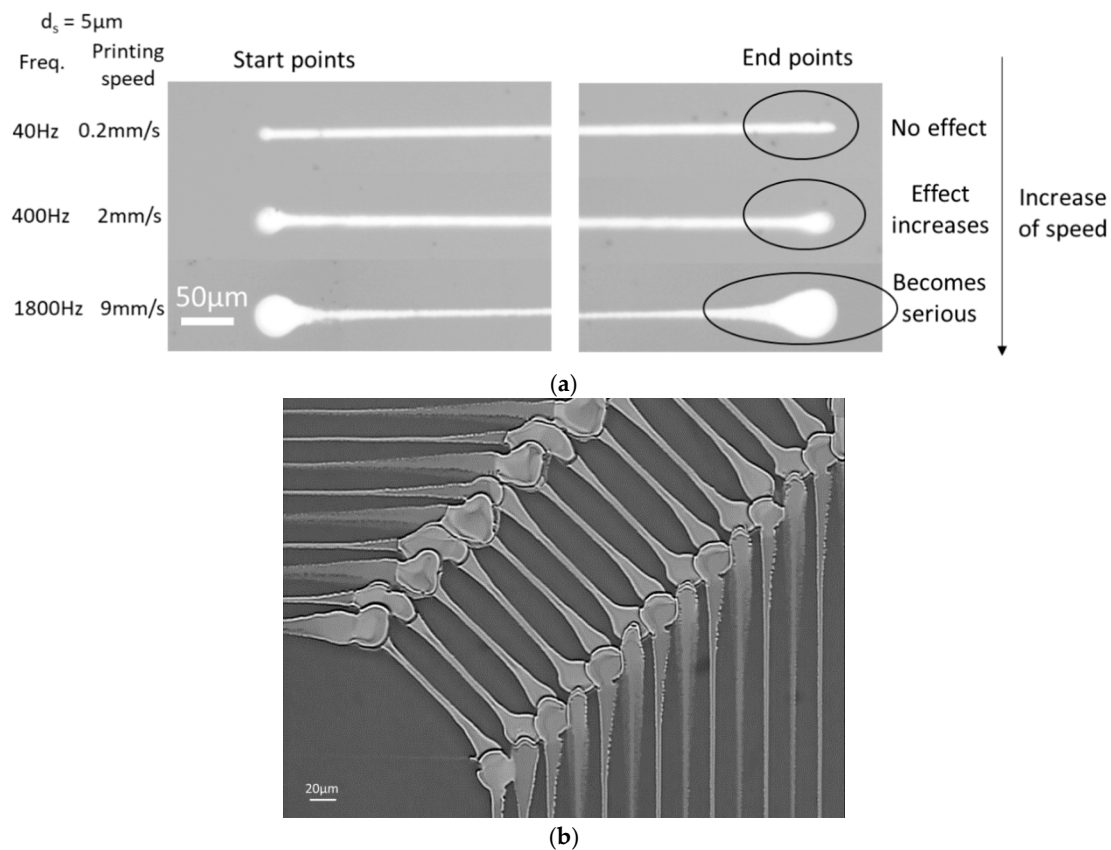 dₛ = 5μm
Freq.
Printing
speed
Start points
End points
40Hz
0.2mm/s
No effect
400Hz
2mm/s
Effect
increases
Increase
of speed
1800Hz
9mm/s
50μm
Becomes
serious
(a)
20μm
(b)